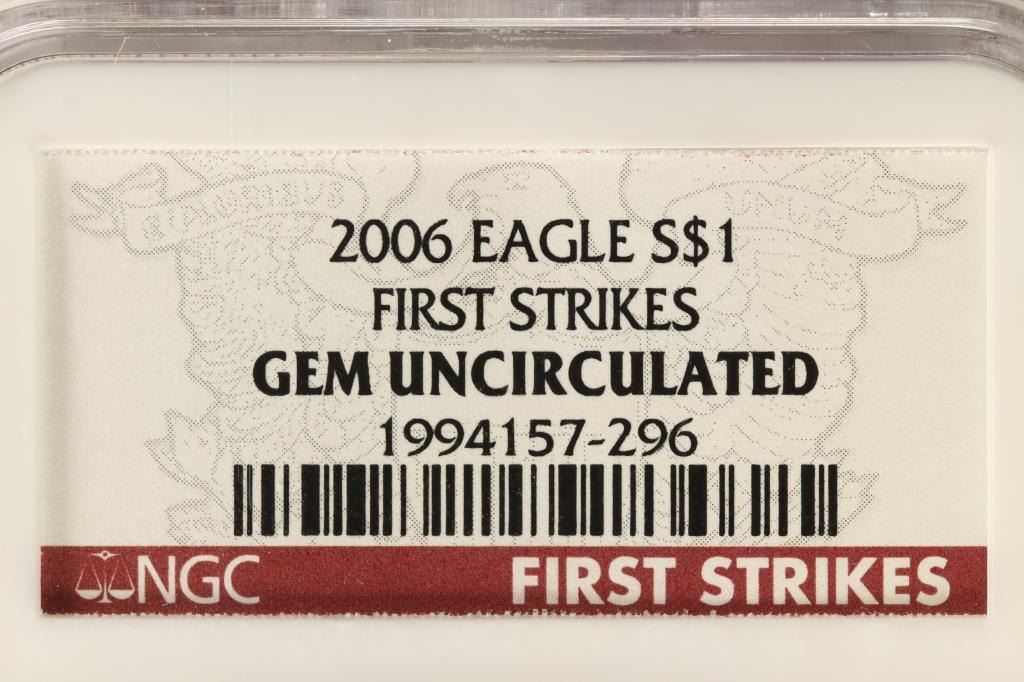 2006 EAGLE S$1
FIRST STRIKES
GEM UNCIRCULATED
1994157-296
NGC FIRST STRIKES